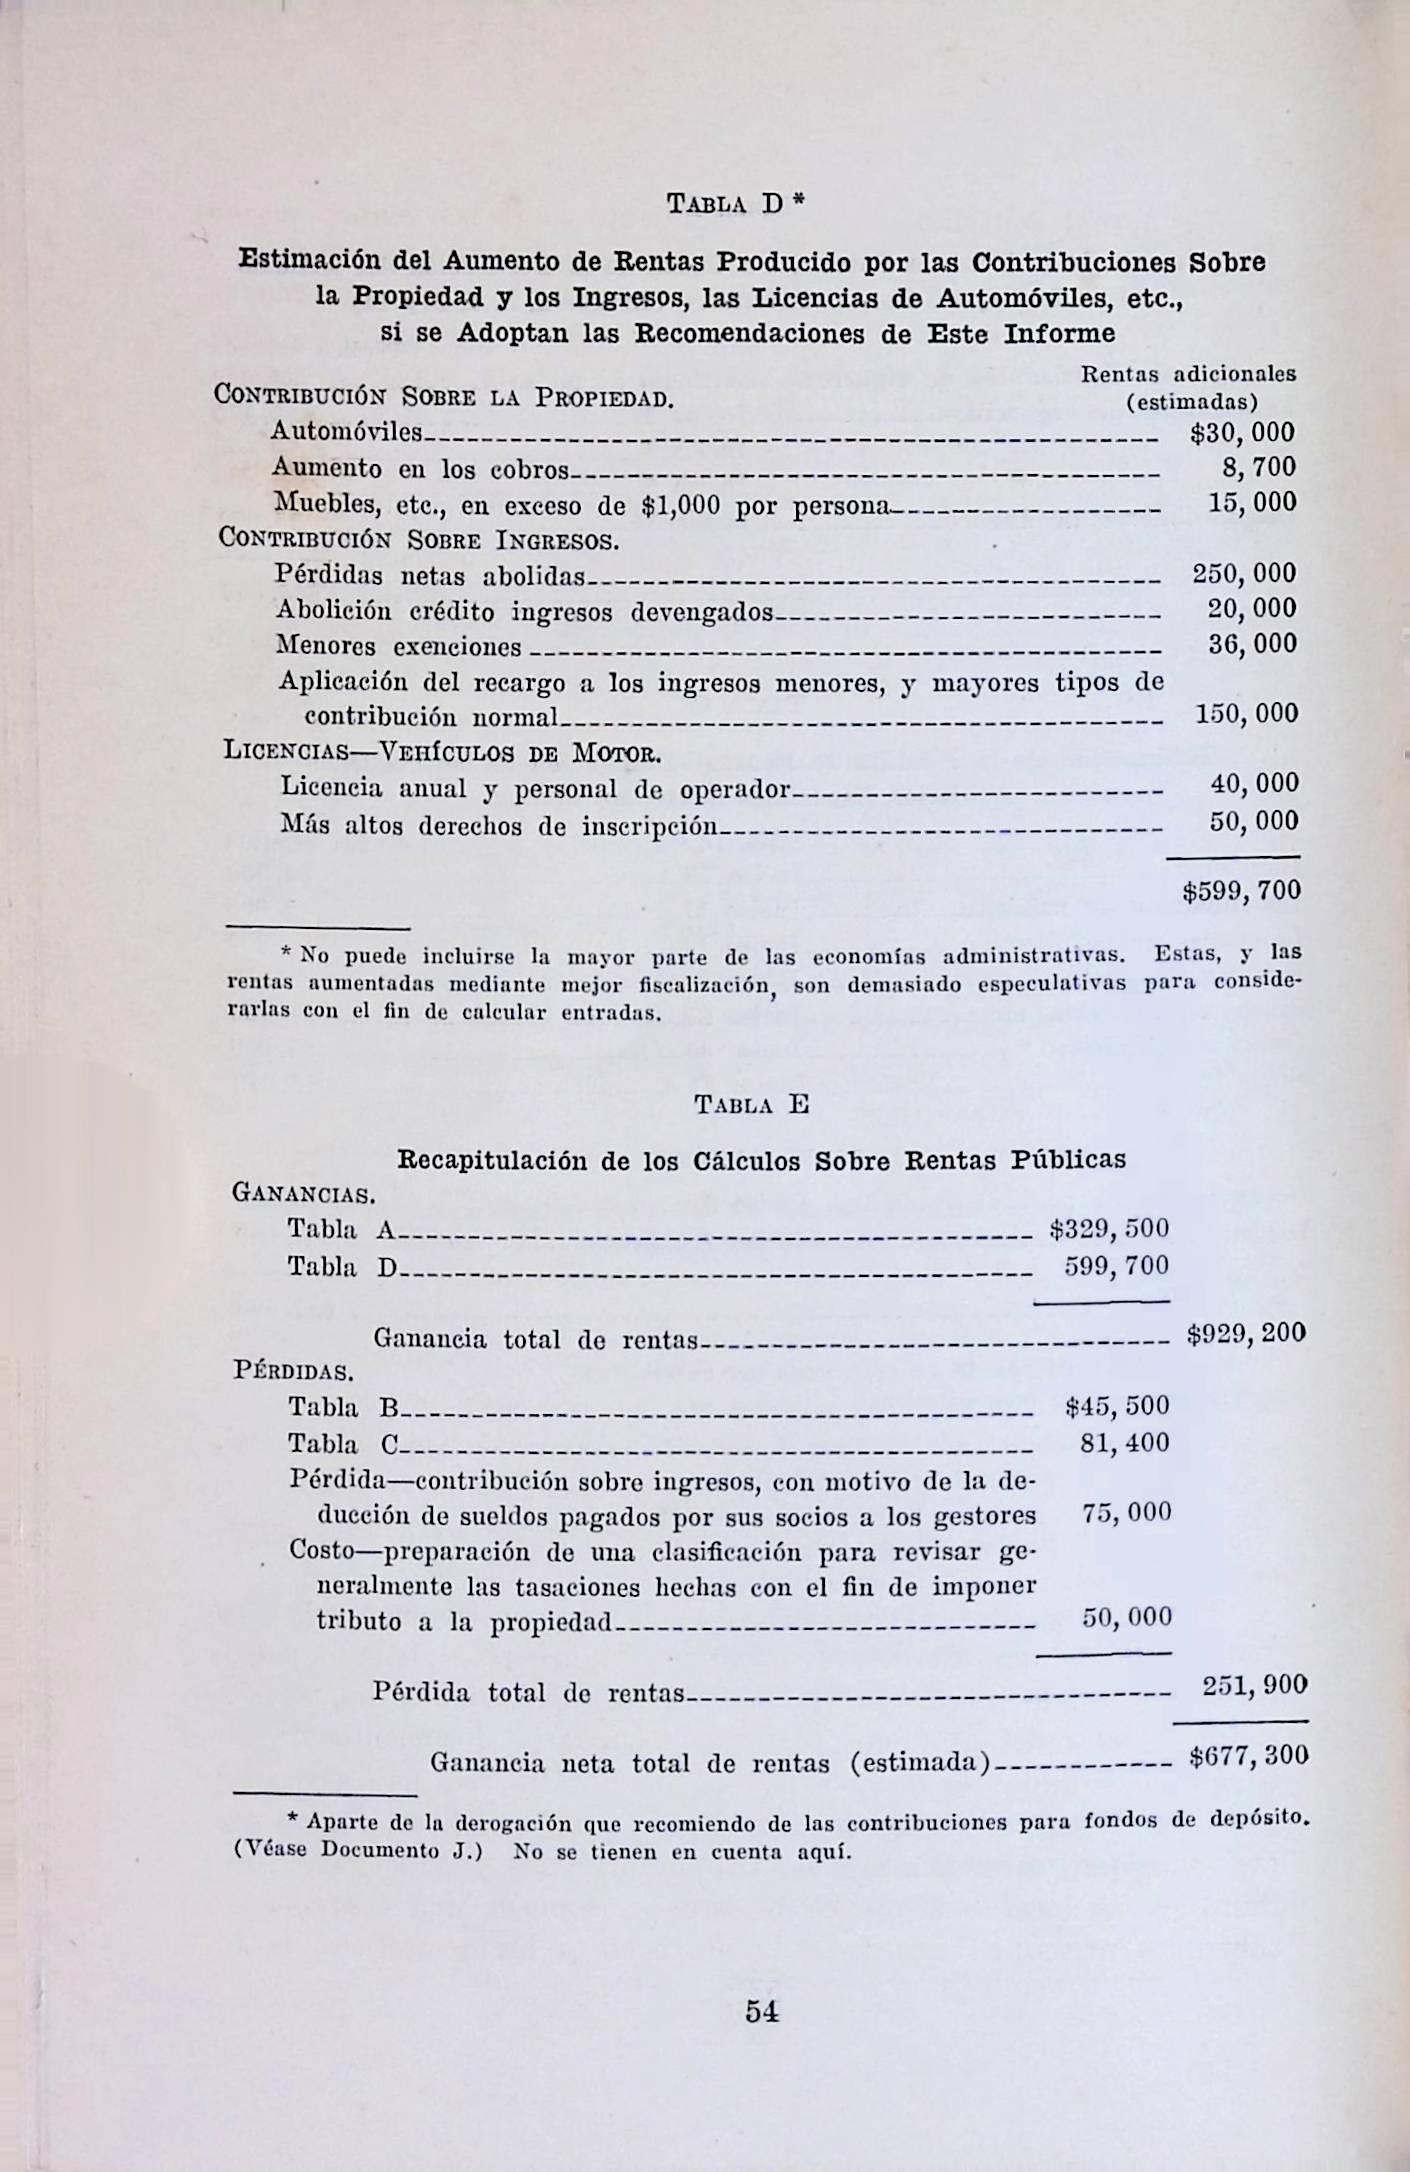 TABLA D *
Estimación del Aumento de Rentas Producido por las Contribuciones Sobre
la Propiedad y los Ingresos, las Licencias de Automóviles, etc.,
si se Adoptan las Recomendaciones de Este Informe
Rentas adicionales
CONTRIBUCIÓN SOBRE LA PROPIEDAD. (estimadas)
Automóviles $30,000
Aumento en los cobros 8,700
Muebles, etc., en exceso de $1,000 por persona 15,000
CONTRIBUCIÓN SOBRE INGRESOS.
Pérdidas netas abolidas 250,000
Abolición crédito ingresos devengados 20,000
Menores exenciones 36,000
Aplicación del recargo a los ingresos menores, y mayores tipos de
contribución normal 150,000
LICENCIAS—VEHÍCULOS DE MOTOR.
Licencia anual y personal de operador 40,000
Más altos derechos de inscripción 50,000
$599,700
* No puede incluirse la mayor parte de las economías administrativas. Estas, y las
rentas aumentadas mediante mejor fiscalización, son demasiado especulativas para conside-
rarlas con el fin de calcular entradas.
TABLA E
Recapitulación de los Cálculos Sobre Rentas Públicas
GANANCIAS.
Tabla A $329,500
Tabla D 599,700
Ganancia total de rentas $929,200
PÉRDIDAS.
Tabla B $45,500
Tabla C 81,400
Pérdida—contribución sobre ingresos, con motivo de la de-
ducción de sueldos pagados por sus socios a los gestores 75,000
Costo—preparación de una clasificación para revisar ge-
neralmente las tasaciones hechas con el fin de imponer
tributo a la propiedad 50,000
Pérdida total de rentas 251,900
Ganancia neta total de rentas (estimada) $677,300
* Aparte de la derogación que recomiendo de las contribuciones para fondos de depósito.
(Véase Documento J.) No se tienen en cuenta aquí.
54